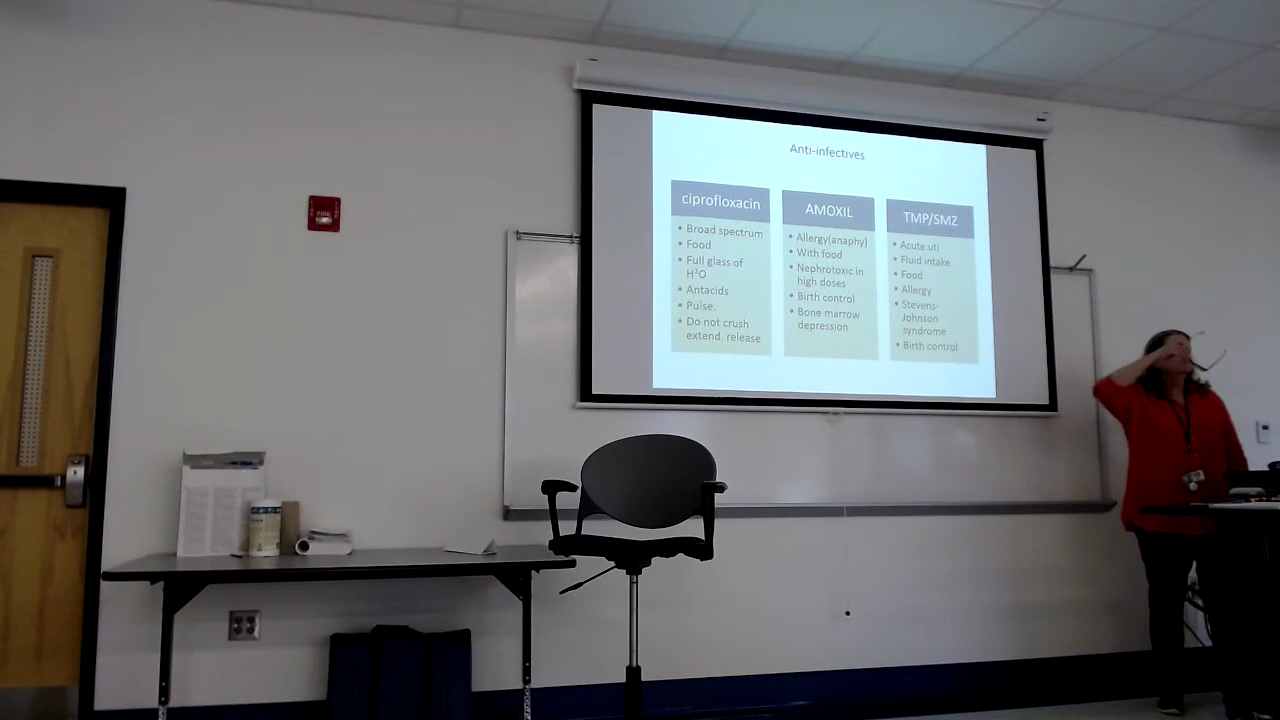 Anti-infectives
ciprofloxacin
• Broad spectrum
• Food
• Full glass of
H²O
• Antacids
• Pulse.
• Do not crush
extend. release
AMOXIL
• Allergy(anaphy)
• With food
• Nephrotoxic in
high doses
• Birth control
• Bone marrow
depression
TMP/SMZ
• Acute uti
• Fluid intake
• Food
• Allergy
• Stevens-
Johnson
syndrome
• Birth control
FIRE